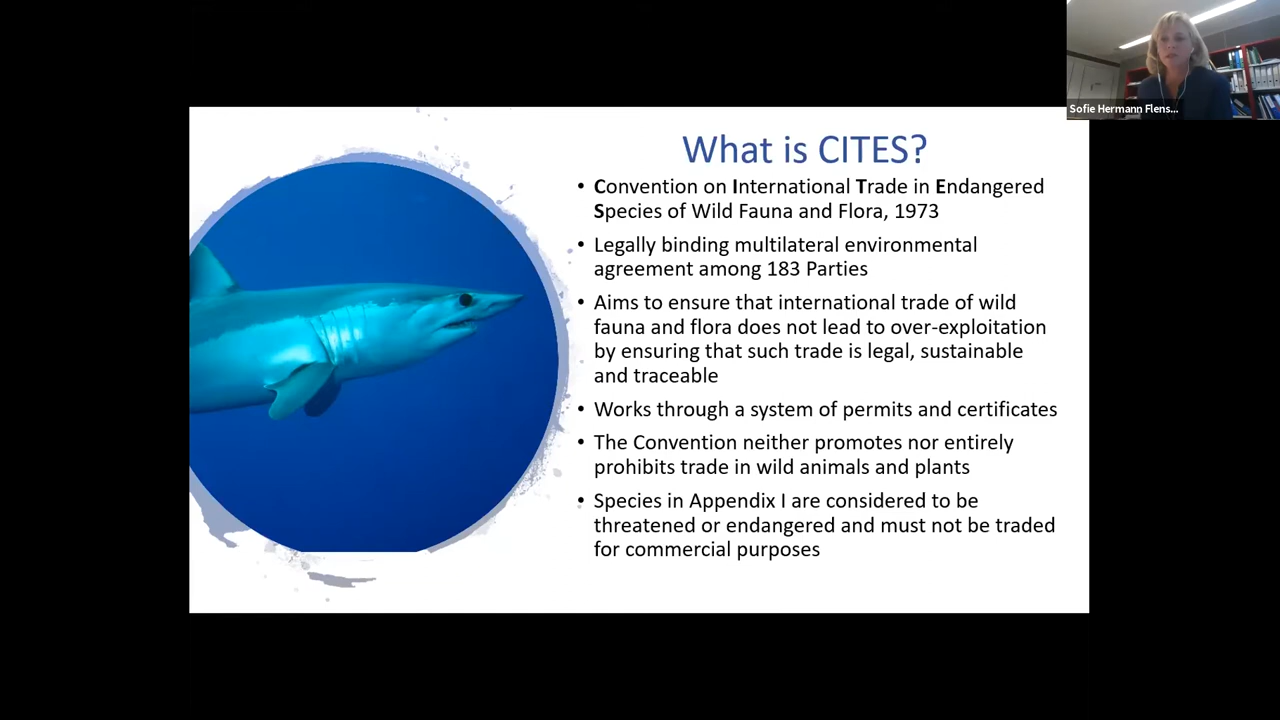 Sofie Hermann Flens...
What is CITES?
• Convention on International Trade in Endangered
Species of Wild Fauna and Flora, 1973
• Legally binding multilateral environmental
agreement among 183 Parties
• Aims to ensure that international trade of wild
fauna and flora does not lead to over-exploitation
by ensuring that such trade is legal, sustainable
and traceable
• Works through a system of permits and certificates
• The Convention neither promotes nor entirely
prohibits trade in wild animals and plants
• Species in Appendix I are considered to be
threatened or endangered and must not be traded
for commercial purposes